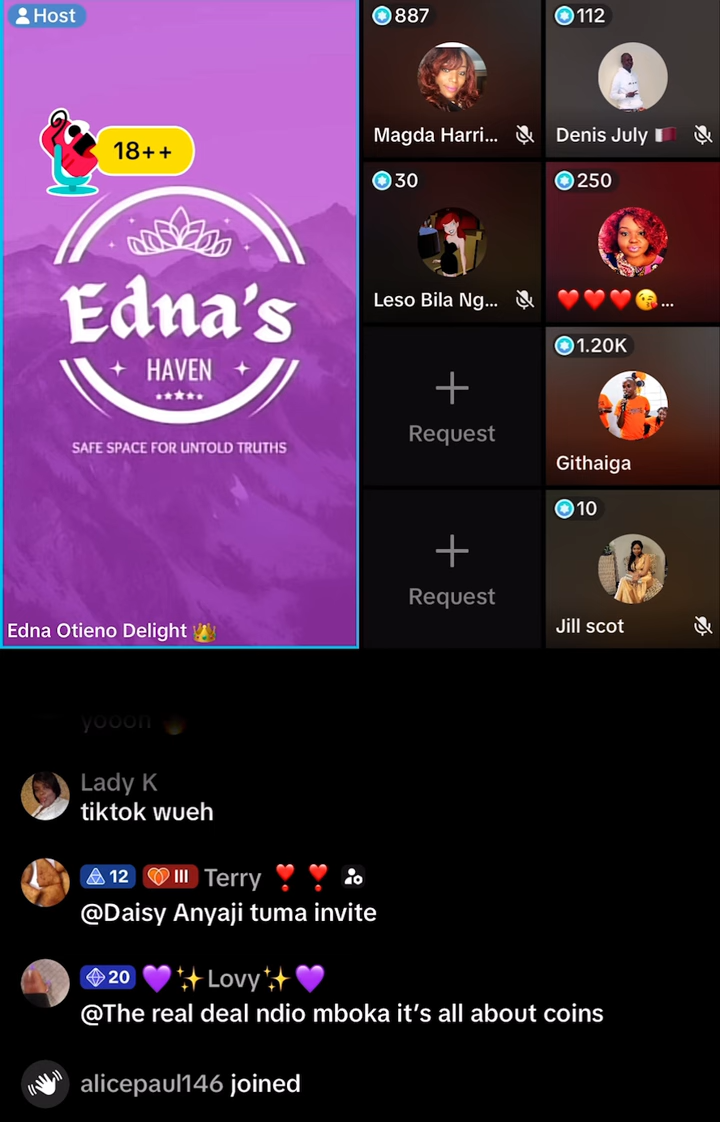 Host
18++
Edna's
HAVEN
SAFE SPACE FOR UNTOLD TRUTHS
Edna Otieno Delight 👑
887
Magda Harri...
112
Denis July 🇶🇦
30
Leso Bila Ng...
250
❤️❤️❤️😘...
+
Request
1.20K
Githaiga
+
Request
10
Jill scot
yooon
Lady K
tiktok wueh
12 III Terry ❣️❣️
@Daisy Anyaji tuma invite
20 💜✨Lovy✨💜
@The real deal ndio mboka it's all about coins
alicepaul146 joined